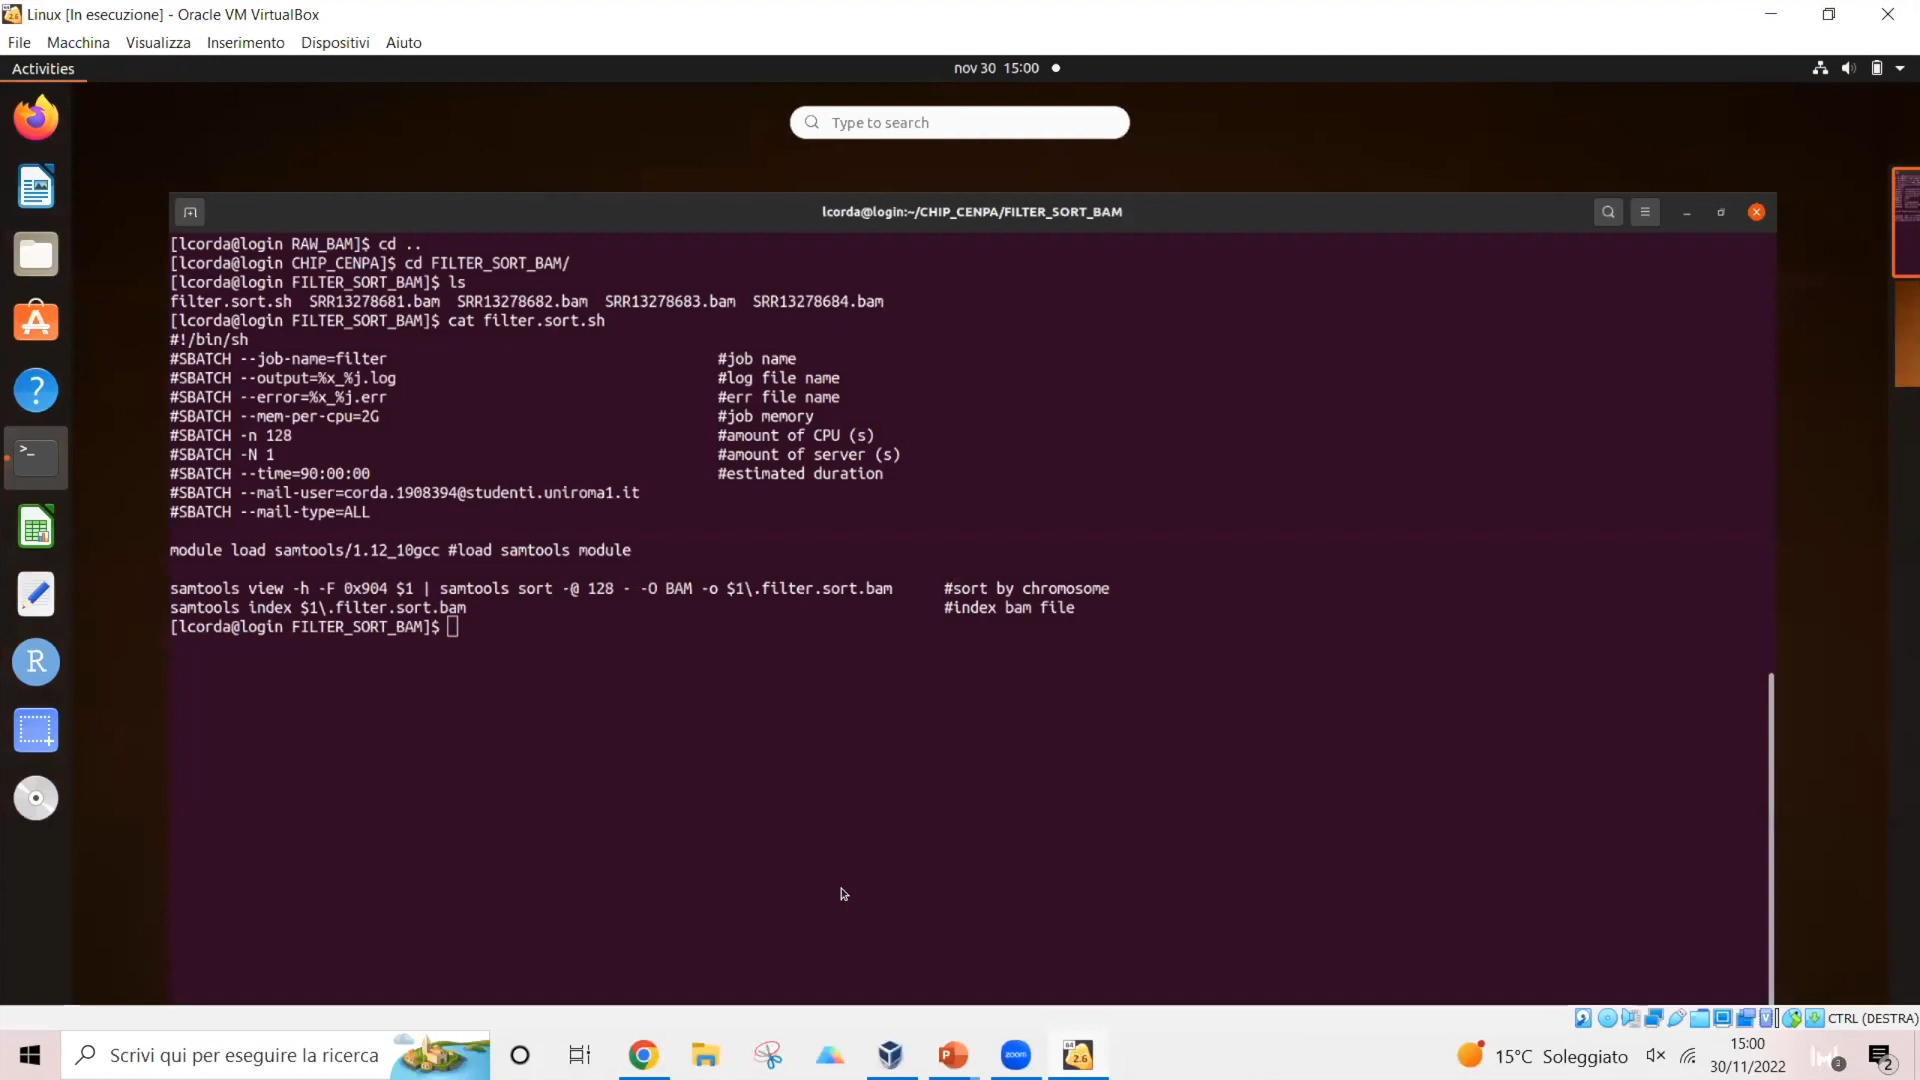 Linux [In esecuzione] - Oracle VM VirtualBox
File Macchina Visualizza Inserimento Dispositivi Aiuto
Activities
nov 30 15:00
Type to search
lcorda@login:~/CHIP_CENPA/FILTER_SORT_BAM
[lcorda@login RAW_BAM]$ cd ..
[lcorda@login CHIP_CENPA]$ cd FILTER_SORT_BAM/
[lcorda@login FILTER_SORT_BAM]$ ls
filter.sort.sh SRR13278681.bam SRR13278682.bam SRR13278683.bam SRR13278684.bam
[lcorda@login FILTER_SORT_BAM]$ cat filter.sort.sh
#!/bin/sh
#SBATCH --job-name=filter #job name
#SBATCH --output=%x_%j.log #log file name
#SBATCH --error=%x_%j.err #err file name
#SBATCH --mem-per-cpu=2G #job memory
#SBATCH -n 128 #amount of CPU (s)
#SBATCH -N 1 #amount of server (s)
#SBATCH --time=90:00:00 #estimated duration
#SBATCH --mail-user=corda.1908394@studenti.uniroma1.it
#SBATCH --mail-type=ALL
module load samtools/1.12_10gcc #load samtools module
samtools view -h -F 0x904 $1 | samtools sort -@ 128 - -O BAM -o $1\.filter.sort.bam #sort by chromosome
samtools index $1\.filter.sort.bam #index bam file
[lcorda@login FILTER_SORT_BAM]$
CTRL (DESTRA)
Scrivi qui per eseguire la ricerca
zoom
15°C Soleggiato
15:00
30/11/2022